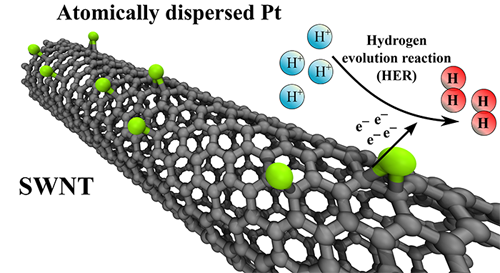 Atomically dispersed Pt
H⁺
H⁺
H⁺
H⁺
Hydrogen
evolution reaction
(HER)
H
H
H
H
e⁻ e⁻
e⁻ e⁻
SWNT